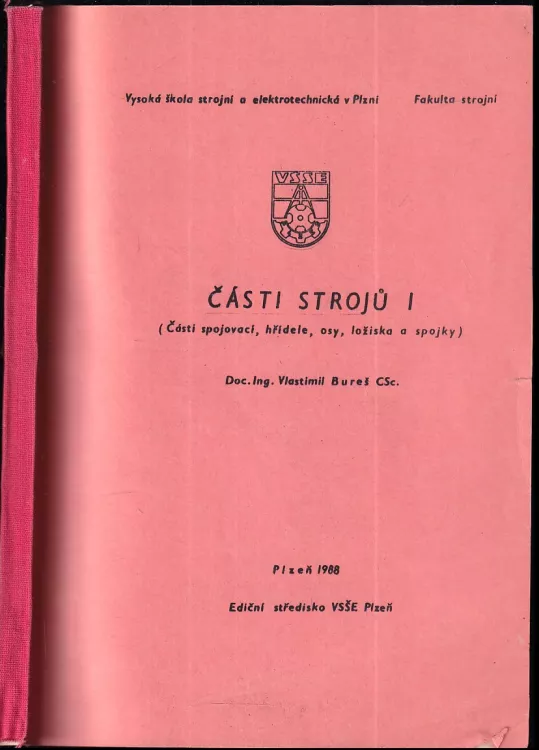 Vysoká škola strojní a elektrotechnická v Plzni Fakulta strojní
VSSE
ČÁSTI STROJŮ I
(Části spojovací, hřídele, osy, ložiska a spojky)
Doc.Ing. Vlastimil Bureš CSc.
Plzeň 1988
Ediční středisko VSŠE Plzeň